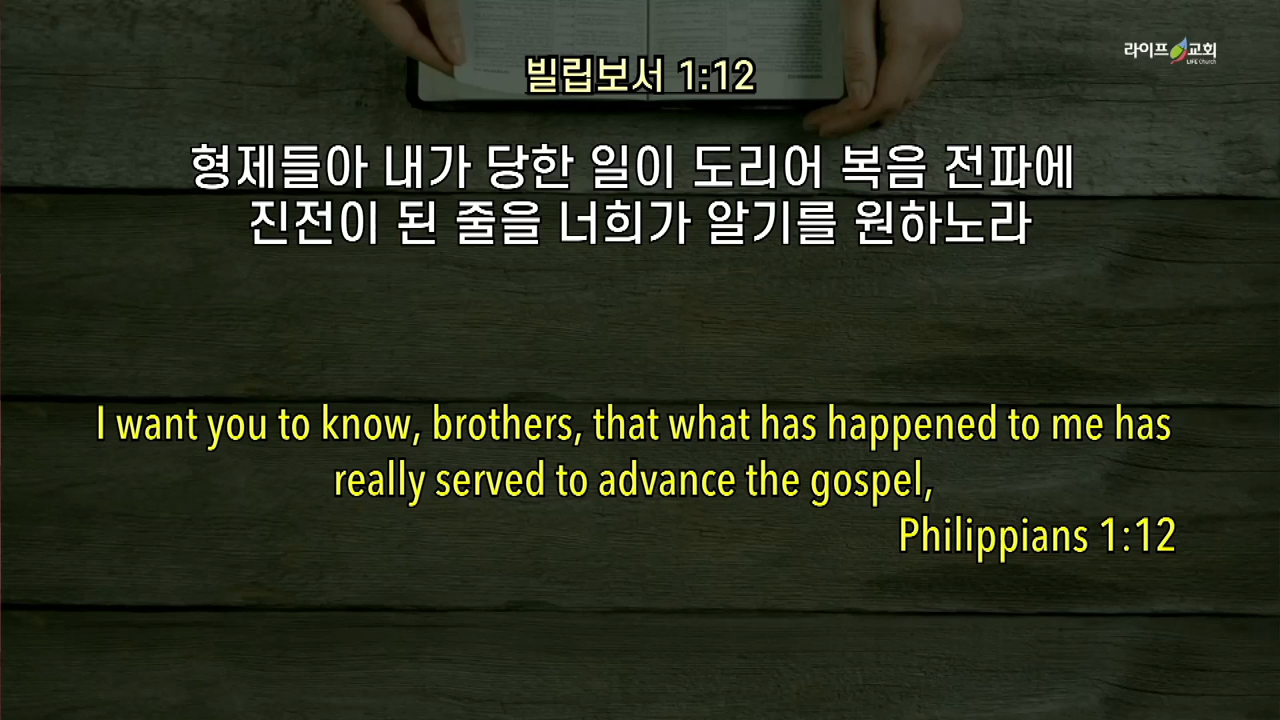 라이프교회
LIFE Church
빌립보서 1:12
형제들아 내가 당한 일이 도리어 복음 전파에
진전이 된 줄을 너희가 알기를 원하노라
I want you to know, brothers, that what has happened to me has
really served to advance the gospel,
Philippians 1:12